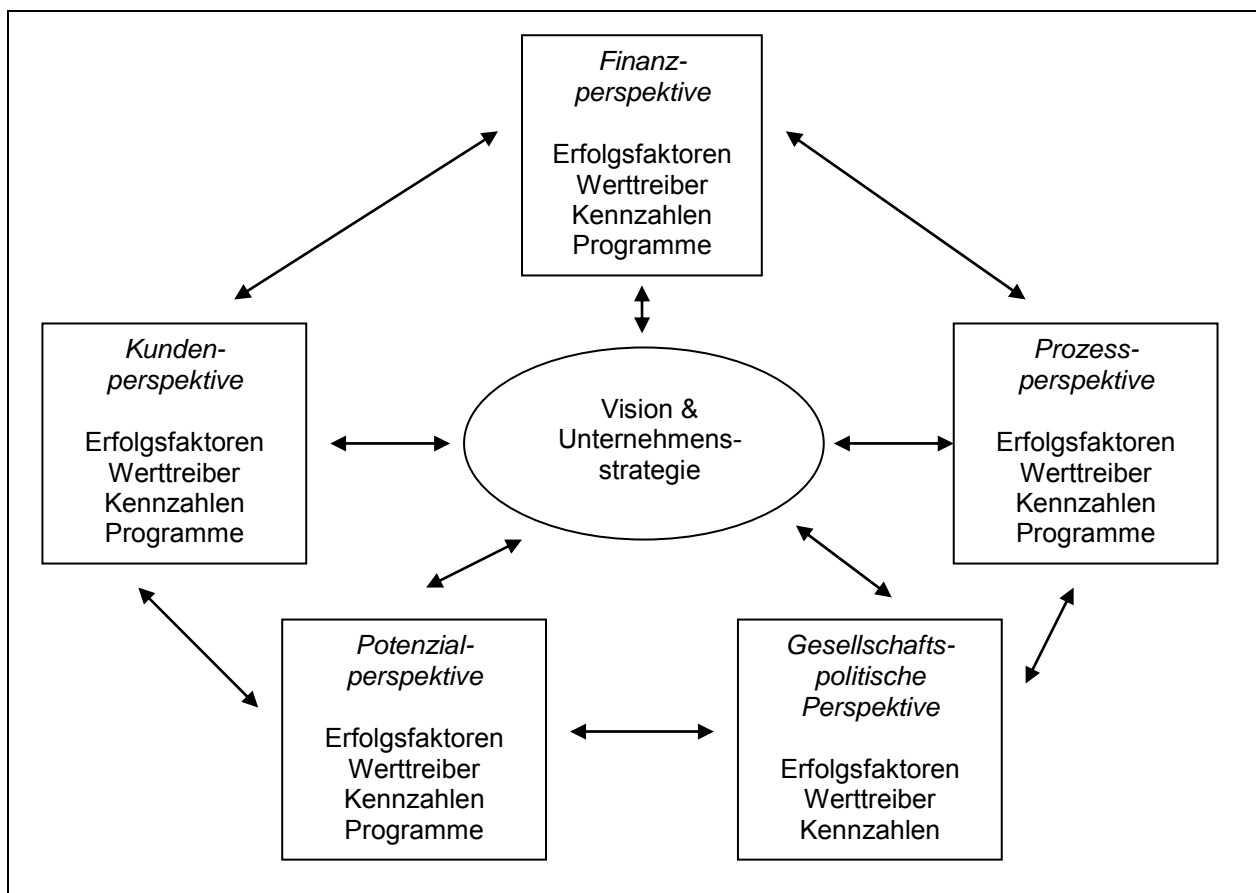 Finanz-
perspektive
Erfolgsfaktoren
Werttreiber
Kennzahlen
Programme
Kunden-
perspektive
Erfolgsfaktoren
Werttreiber
Kennzahlen
Programme
Vision &
Unternehmens-
strategie
Prozess-
perspektive
Erfolgsfaktoren
Werttreiber
Kennzahlen
Programme
Potenzial-
perspektive
Erfolgsfaktoren
Werttreiber
Kennzahlen
Programme
Gesellschafts-
politische
Perspektive
Erfolgsfaktoren
Werttreiber
Kennzahlen